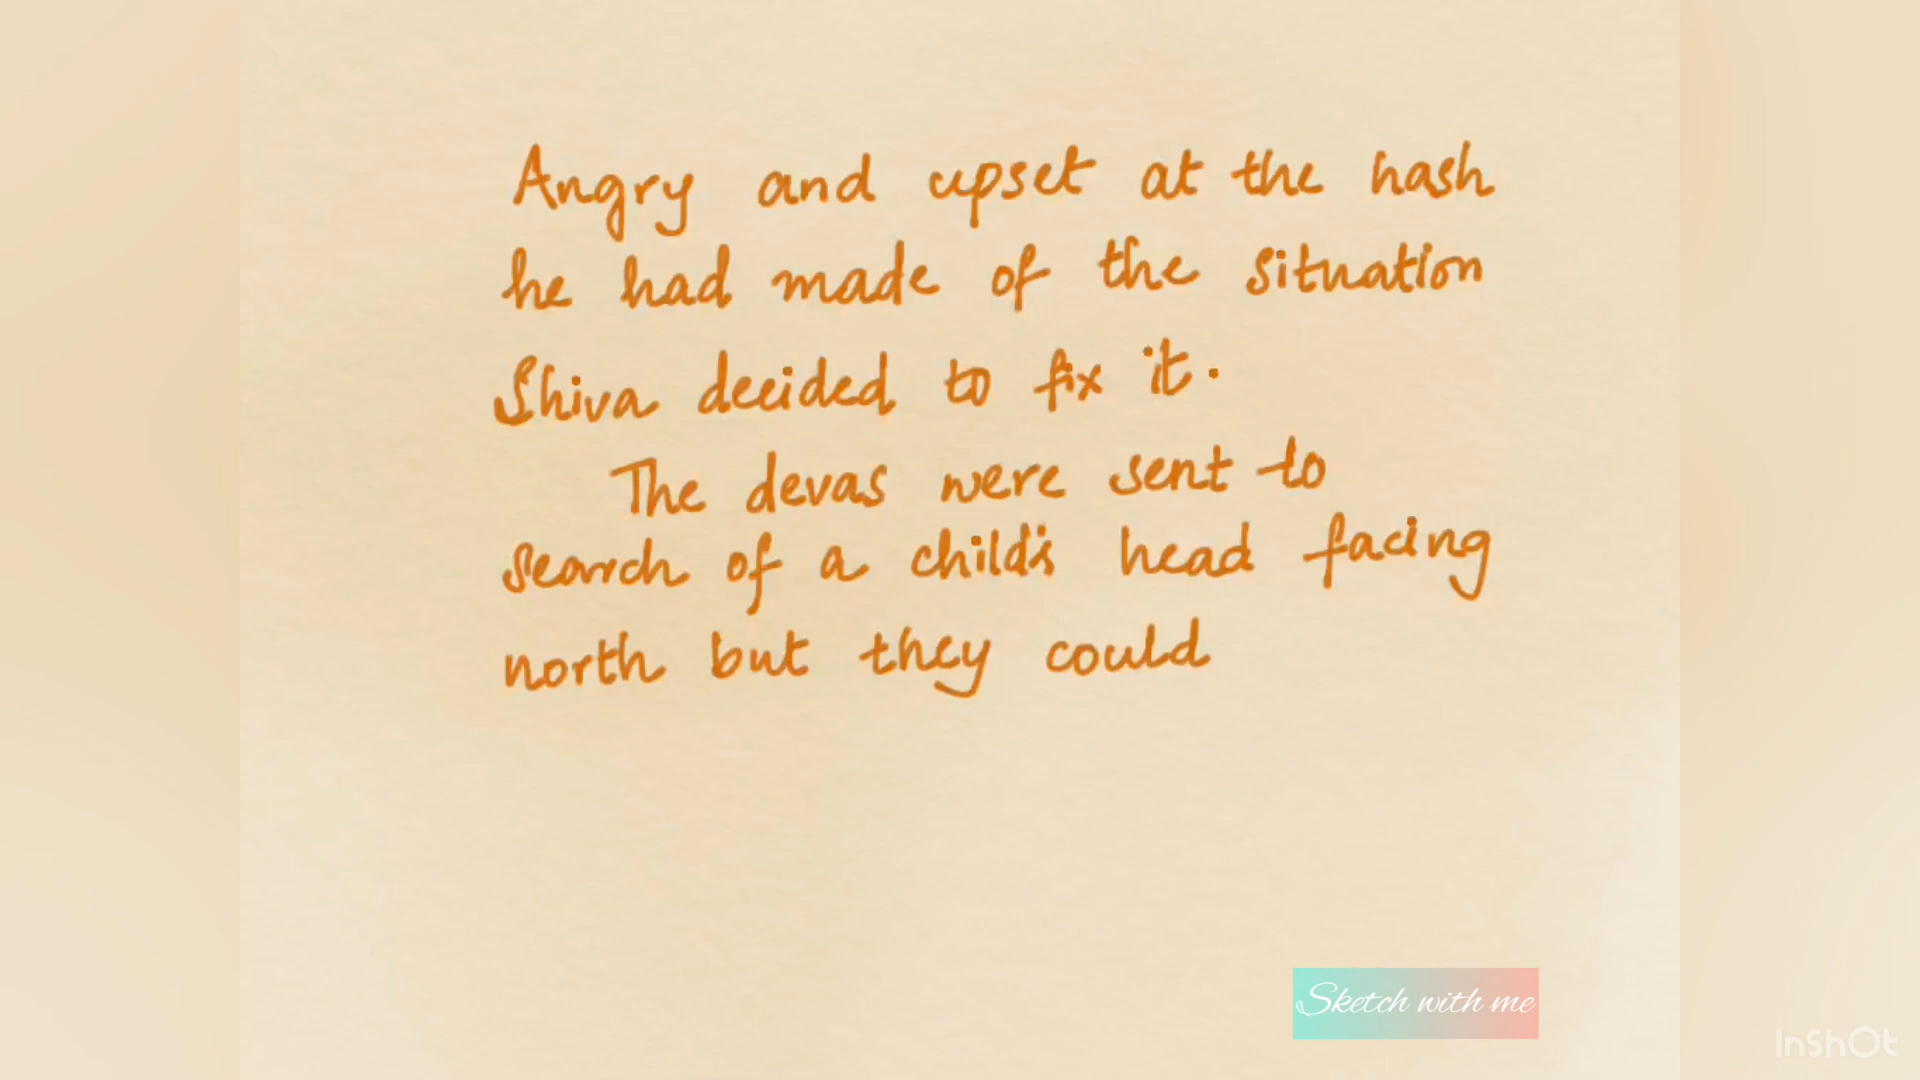 Angry and upset at the hash
he had made of the situation
Shiva decided to fix it.
The devas were sent to
search of a child's head facing
north but they could
Sketch with me
InShOt